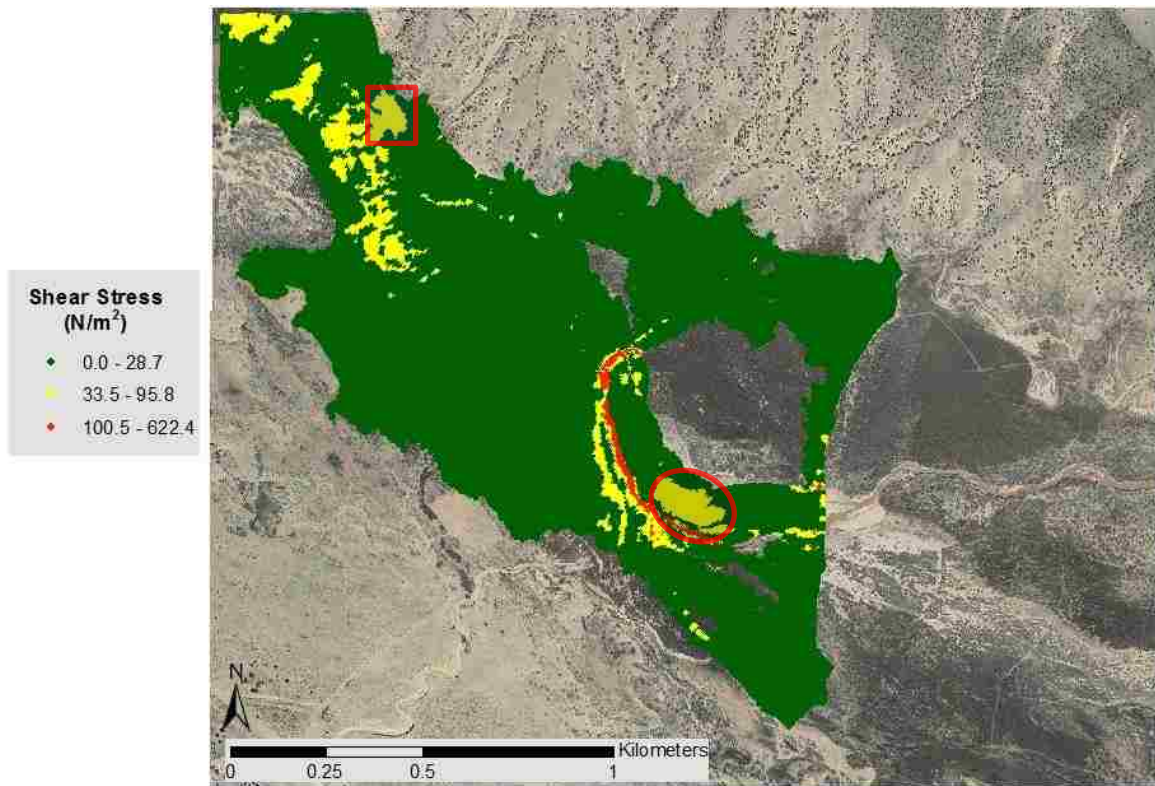 Shear Stress
(N/m²)
0.0 - 28.7
33.5 - 95.8
100.5 - 622.4
N
Kilometers
0 0.25 0.5 1